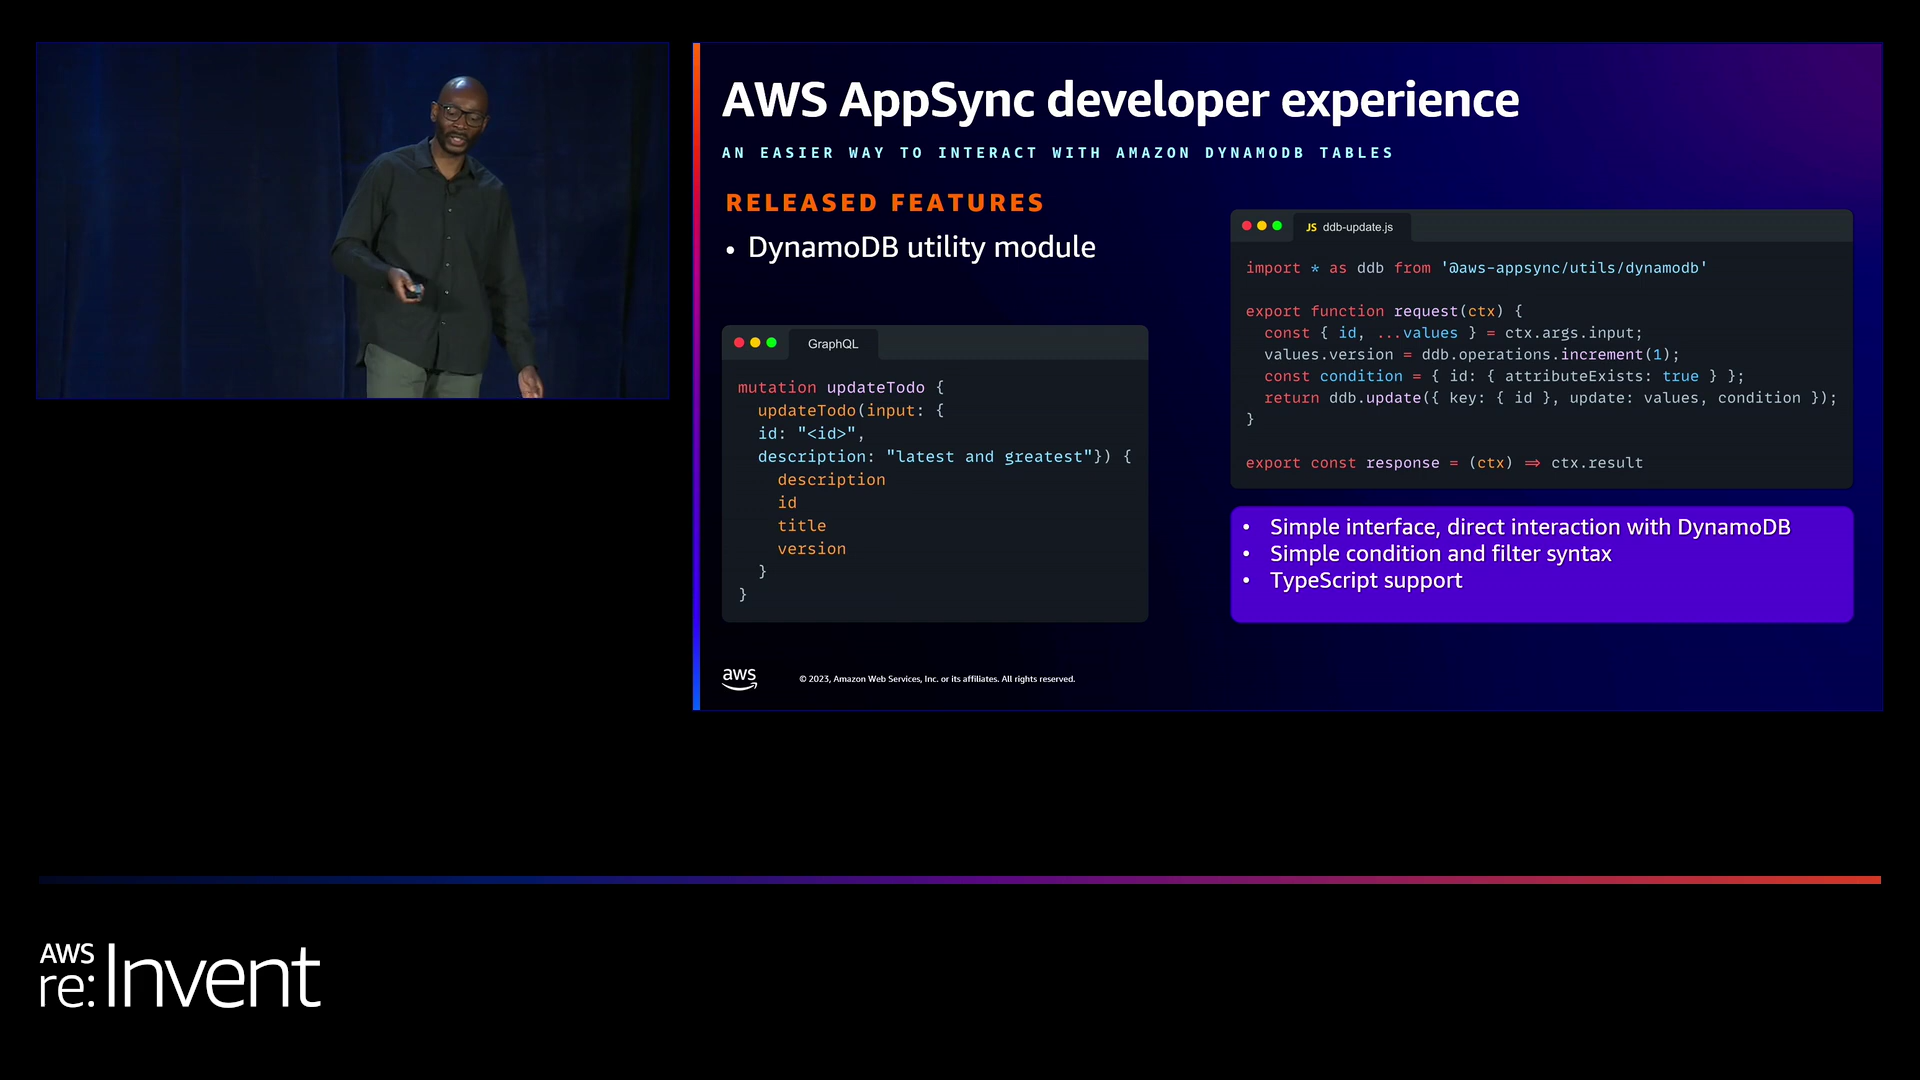 AWS AppSync developer experience
AN EASIER WAY TO INTERACT WITH AMAZON DYNAMODB TABLES
RELEASED FEATURES
• DynamoDB utility module
GraphQL
mutation updateTodo {
  updateTodo(input: {
  id: "<id>",
  description: "latest and greatest"}) {
    description
    id
    title
    version
  }
}
JS ddb-update.js
import * as ddb from '@aws-appsync/utils/dynamodb'
export function request(ctx) {
  const { id, ...values } = ctx.args.input;
  values.version = ddb.operations.increment(1);
  const condition = { id: { attributeExists: true } };
  return ddb.update({ key: { id }, update: values, condition });
}
export const response = (ctx) => ctx.result
• Simple interface, direct interaction with DynamoDB
• Simple condition and filter syntax
• TypeScript support
aws
© 2023, Amazon Web Services, Inc. or its affiliates. All rights reserved.
AWS
re:Invent